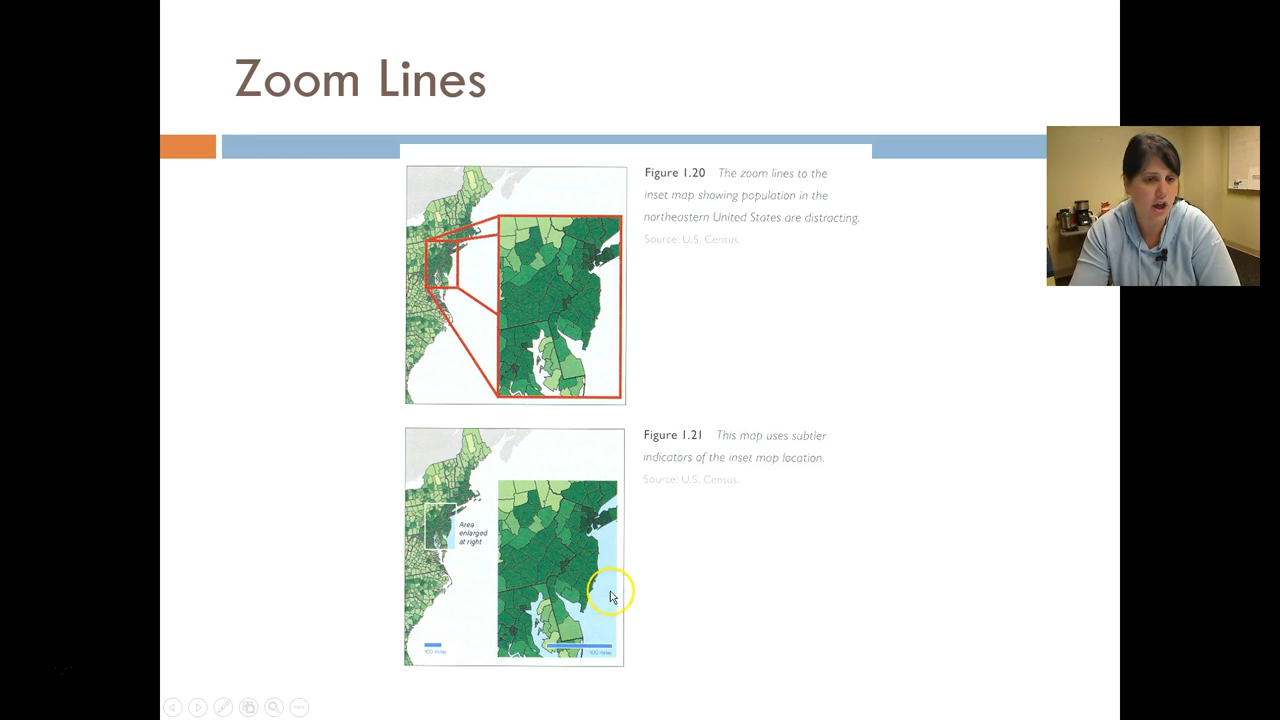 Zoom Lines
Figure 1.20 The zoom lines to the
inset map showing population in the
northeastern United States are distracting.
Source: U.S. Census.
Figure 1.21 This map uses subtler
indicators of the inset map location.
Source: U.S. Census.
Area
enlarged
at right
100 miles
100 miles